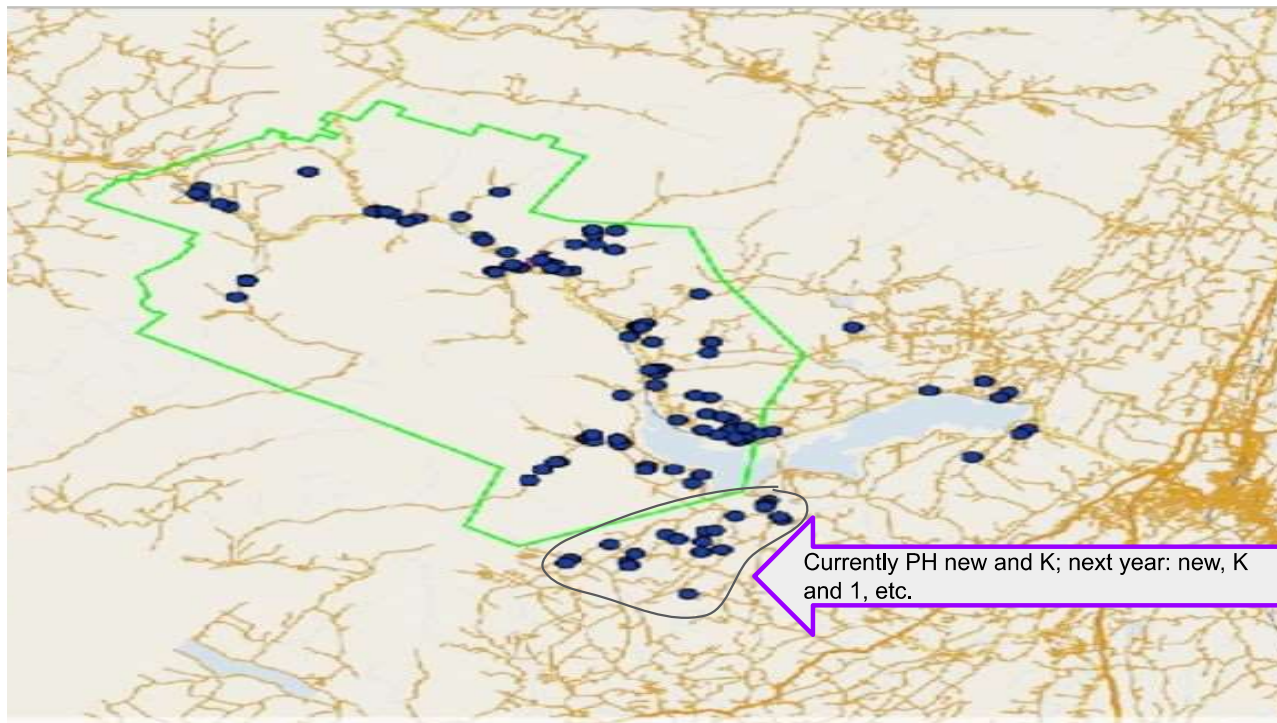 Currently PH new and K; next year: new, K
and 1, etc.